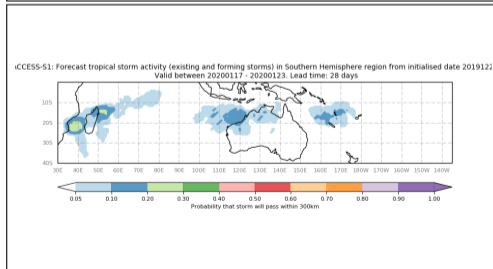 ACCESS-S1: Forecast tropical storm activity (existing and forming storms) in Southern Hemisphere region from initialised date 2019122
Valid between 20200117 - 20200123. Lead time: 28 days
10S
20S
30S
40S
30E 40E 50E 60E 70E 80E 90E 100E 110E 120E 130E 140E 150E 160E 170E 180W 170W 160W 150W 140W
0.05 0.10 0.20 0.30 0.40 0.50 0.60 0.70 0.80 0.90 1.00
Probability that storm will pass within 300km